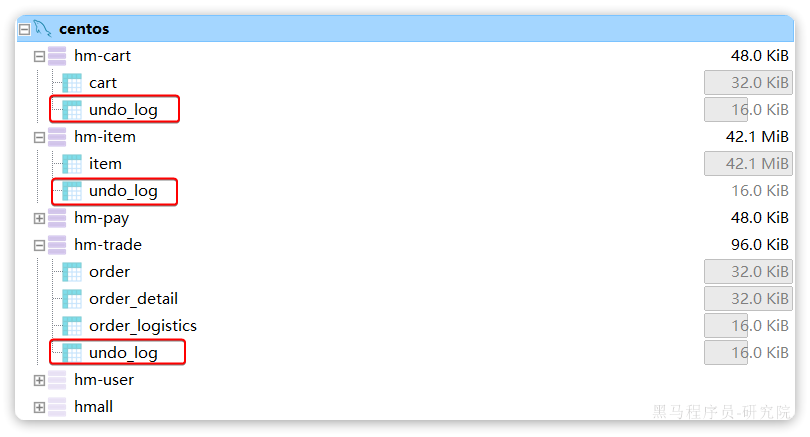 centos
hm-cart 48.0 KiB
cart 32.0 KiB
undo_log 16.0 KiB
hm-item 42.1 MiB
item 42.1 MiB
undo_log 16.0 KiB
hm-pay 48.0 KiB
hm-trade 96.0 KiB
order 32.0 KiB
order_detail 32.0 KiB
order_logistics 16.0 KiB
undo_log 16.0 KiB
hm-user
hmall
黑马程序员-研究院